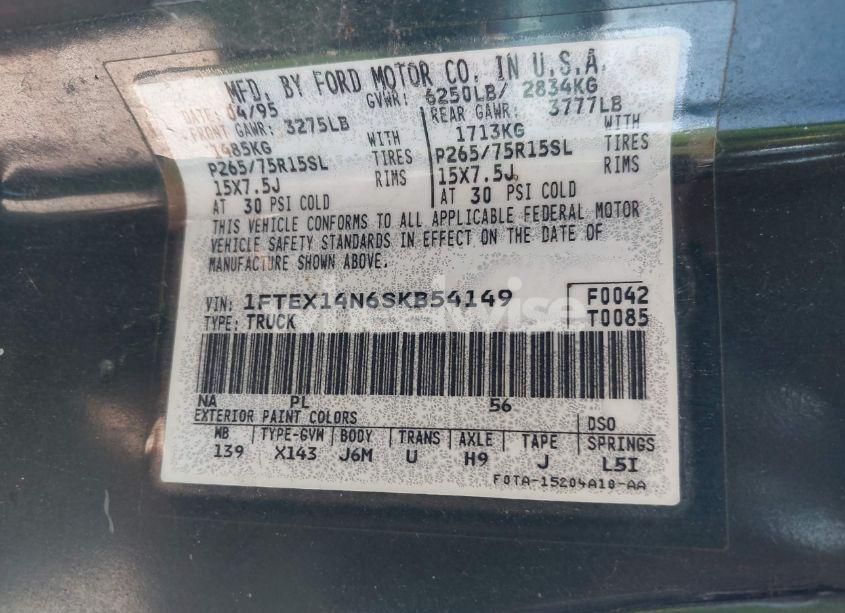 MFD. BY FORD MOTOR CO. IN U.S.A.
DATE: 04/95 GVWR: 6250LB/ 2834KG
FRONT GAWR: 3275LB REAR GAWR: 3777LB
1485KG WITH 1713KG WITH
P265/75R15SL TIRES P265/75R15SL TIRES
15X7.5J RIMS 15X7.5J RIMS
AT 30 PSI COLD AT 30 PSI COLD
THIS VEHICLE CONFORMS TO ALL APPLICABLE FEDERAL MOTOR
VEHICLE SAFETY STANDARDS IN EFFECT ON THE DATE OF
MANUFACTURE SHOWN ABOVE.
VIN: 1FTEX14N6SKB54149 F0042
TYPE: TRUCK T0085
NA PL 56
EXTERIOR PAINT COLORS DSO
WB TYPE-GVW BODY TRANS AXLE TAPE SPRINGS
139 X143 J6M U H9 J L5I
F0TA-15204A10-AA